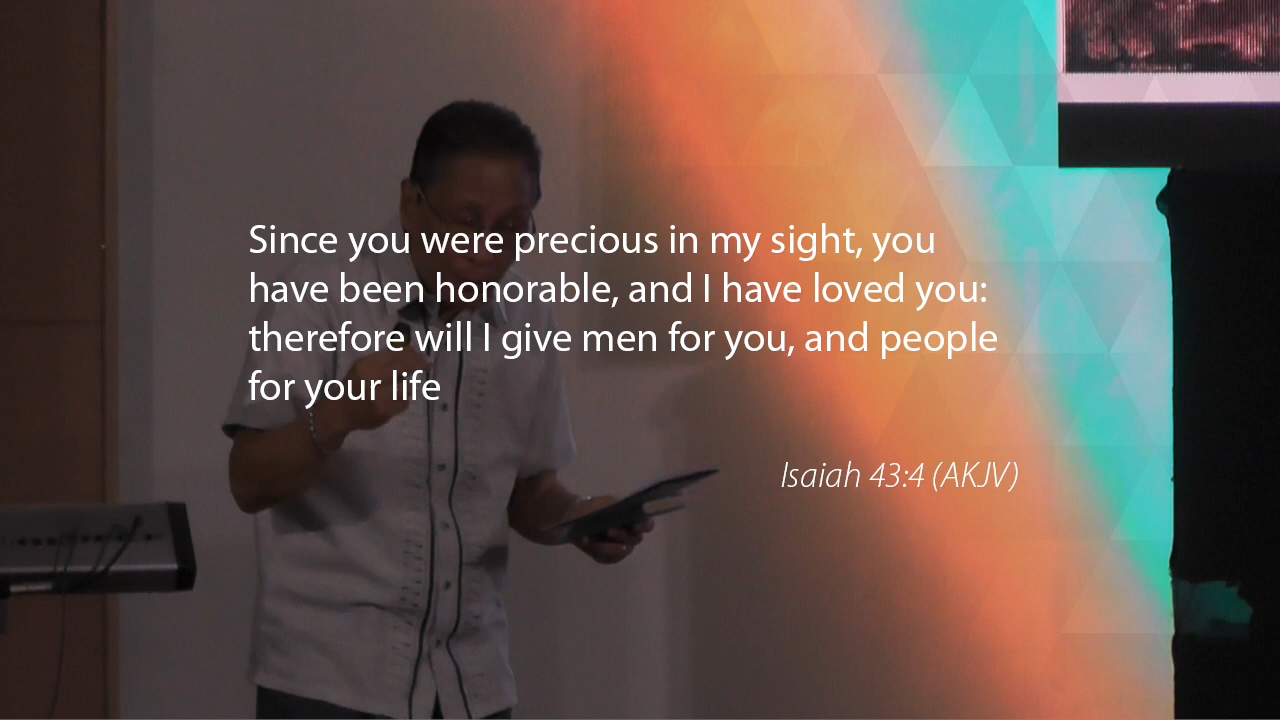 Since you were precious in my sight, you
have been honorable, and I have loved you:
therefore will I give men for you, and people
for your life
Isaiah 43:4 (AKJV)